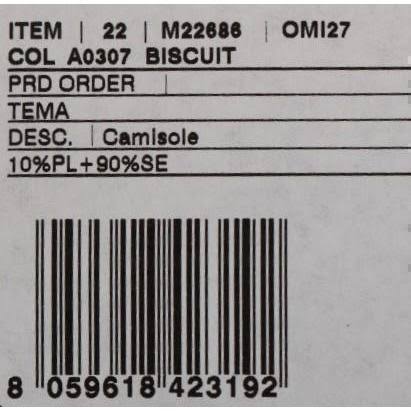 ITEM | 22 | M22686 | OMI27
COL A0307 BISCUIT
PRD ORDER |
TEMA
DESC. | Camisole
10%PL+90%SE
8 059618 423192